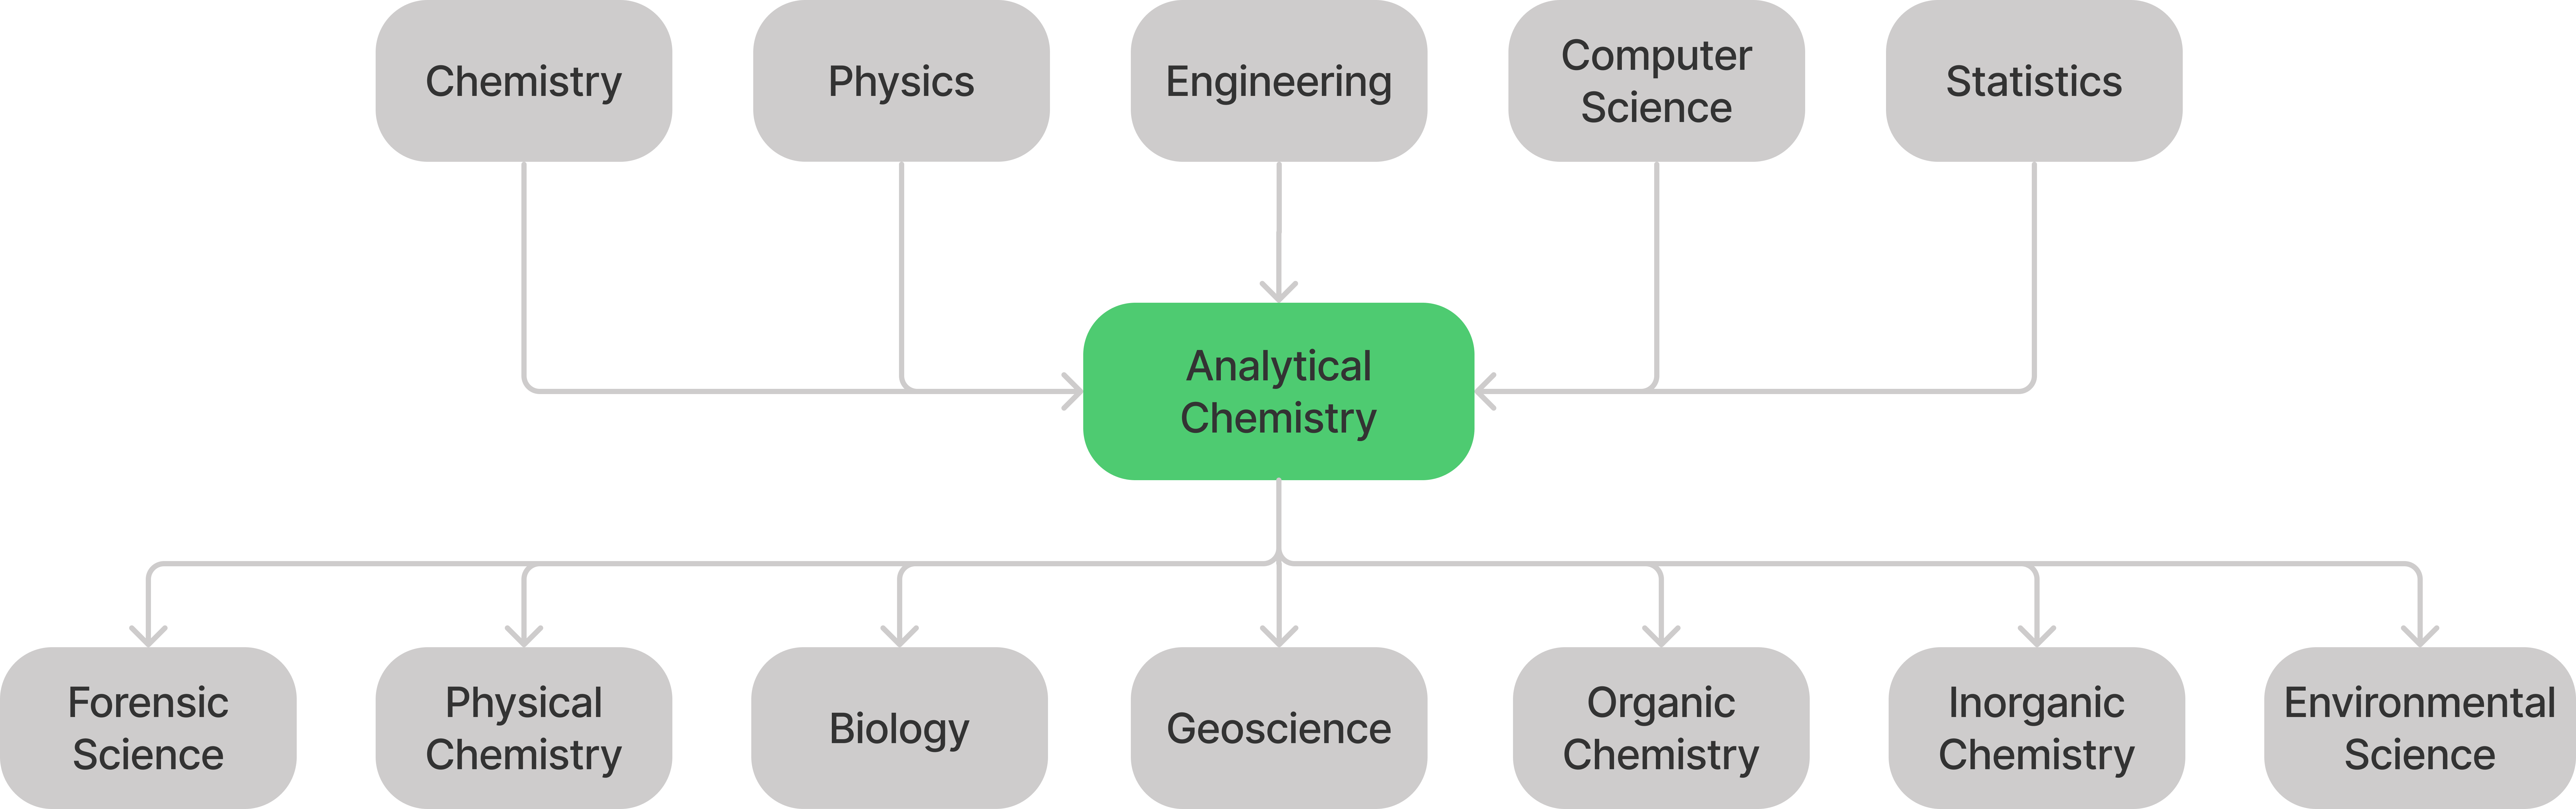 Chemistry
Physics
Engineering
Computer
Science
Statistics
Analytical
Chemistry
Forensic
Science
Physical
Chemistry
Biology
Geoscience
Organic
Chemistry
Inorganic
Chemistry
Environmental
Science